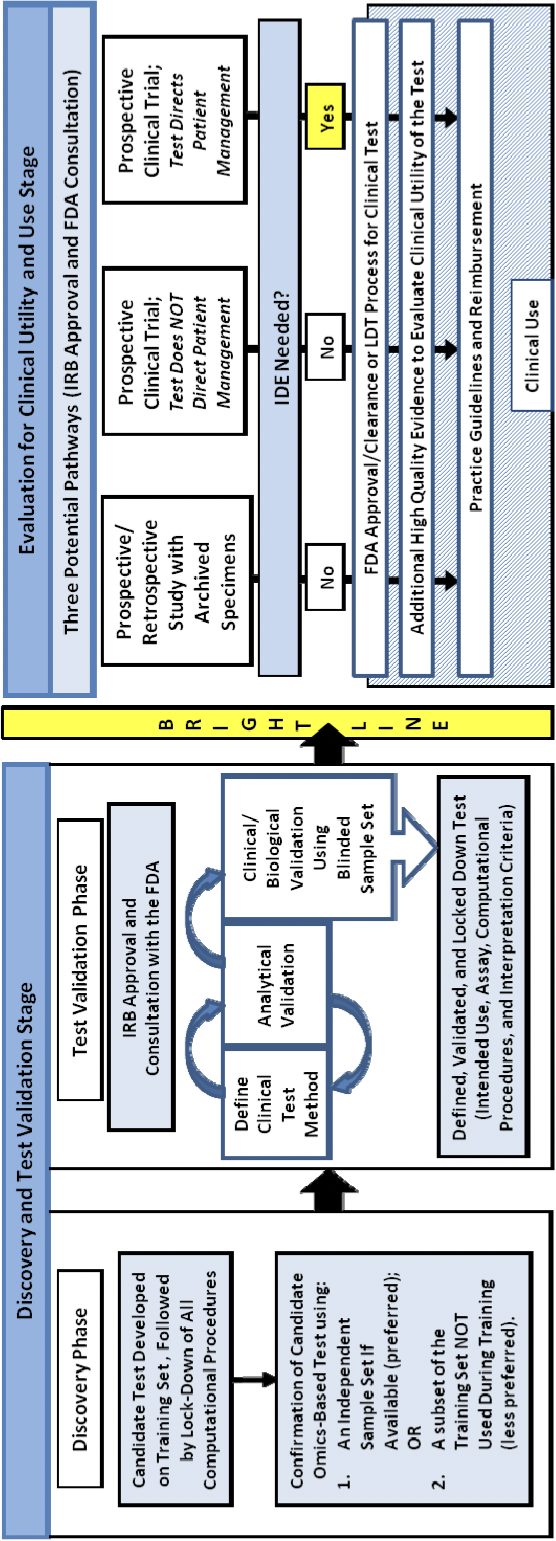 Discovery and Test Validation Stage
Discovery Phase
Candidate Test Developed
on Training Set, Followed
by Lock-Down of All
Computational Procedures
Confirmation of Candidate
Omics-Based Test using:
1. An Independent
Sample Set If
Available (preferred);
OR
2. A subset of the
Training Set NOT
Used During Training
(less preferred).
Test Validation Phase
IRB Approval and
Consultation with the FDA
Define
Clinical
Test
Method
Analytical
Validation
Clinical/
Biological
Validation
Using
Blinded
Sample Set
Defined, Validated, and Locked Down Test
(Intended Use, Assay, Computational
Procedures, and Interpretation Criteria)
BRIGHT LINE
Evaluation for Clinical Utility and Use Stage
Three Potential Pathways (IRB Approval and FDA Consultation)
Prospective/
Retrospective
Study with
Archived
Specimens
Prospective
Clinical Trial;
Test Does NOT
Direct Patient
Management
Prospective
Clinical Trial;
Test Directs
Patient
Management
IDE Needed?
No
No
Yes
FDA Approval/Clearance or LDT Process for Clinical Test
Additional High Quality Evidence to Evaluate Clinical Utility of the Test
Practice Guidelines and Reimbursement
Clinical Use